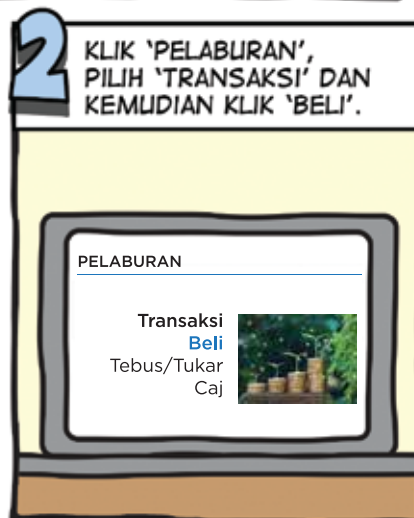 2
KLIK ‘PELABURAN’,
PILIH ‘TRANSAKSI’ DAN
KEMUDIAN KLIK ‘BELI’.
PELABURAN
Transaksi
Beli
Tebus/Tukar
Caj